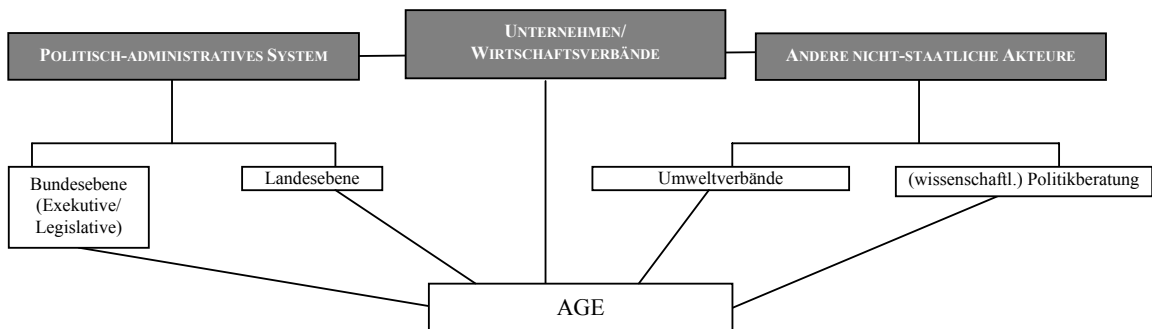 POLITISCH-ADMINISTRATIVES SYSTEM
UNTERNEHMEN/
WIRTSCHAFTSVERBÄNDE
ANDERE NICHT-STAATLICHE AKTEURE
Bundesebene
(Exekutive/
Legislative)
Landesebene
Umweltverbände
(wissenschaftl.) Politikberatung
AGE